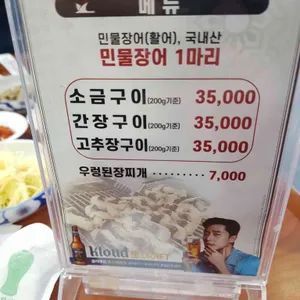 메뉴
민물장어(활어), 국내산
민물장어 1마리
소금구이(200g기준) 35,000
간장구이(200g기준) 35,000
고추장구이(200g기준) 35,000
우렁된장찌개 ········· 7,000
Kloud